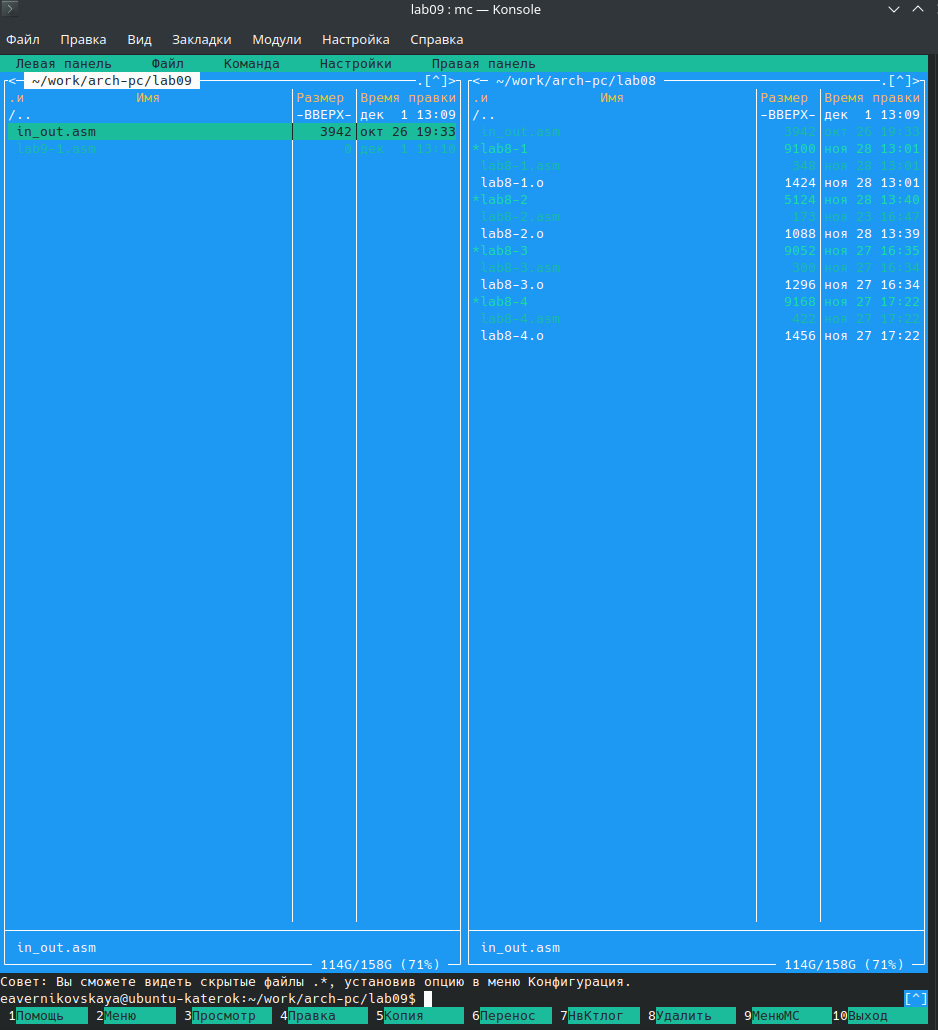 lab09 : mc — Konsole
Файл Правка Вид Закладки Модули Настройка Справка
Левая панель Файл Команда Настройки Правая панель
<─ ~/work/arch-pc/lab09 .[^]>
.и Имя Размер Время правки
/.. -ВВЕРХ- дек 1 13:09
in_out.asm 3942 окт 26 19:33
lab9-1.asm 0 дек 1 13:10
in_out.asm
114G/158G (71%)
<─ ~/work/arch-pc/lab08 .[^]>
.и Имя Размер Время правки
/.. -ВВЕРХ- дек 1 13:09
in_out.asm 3942 окт 26 19:33
*lab8-1 9100 ноя 28 13:01
lab8-1.asm ноя 28 13:01
lab8-1.o 1424 ноя 28 13:01
*lab8-2 5124 ноя 28 13:40
lab8-2.asm 173 ноя
lab8-2.o 1088 ноя 28 13:39
*lab8-3 9052 ноя 27 16:35
lab8-3.asm ноя 27 16:34
lab8-3.o 1296 ноя 27 16:34
*lab8-4 9168 ноя 27 17:22
lab8-4.asm 422 ноя 27 17:22
lab8-4.o 1456 ноя 27 17:22
in_out.asm
114G/158G (71%)
Совет: Вы сможете видеть скрытые файлы .*, установив опцию в меню Конфигурация.
eavernikovskaya@ubuntu-katerok:~/work/arch-pc/lab09$ [^]
1Помощь 2Меню 3Просмотр 4Правка 5Копия 6Перенос 7НвКтлог 8Удалить 9МенюМС 10Выход